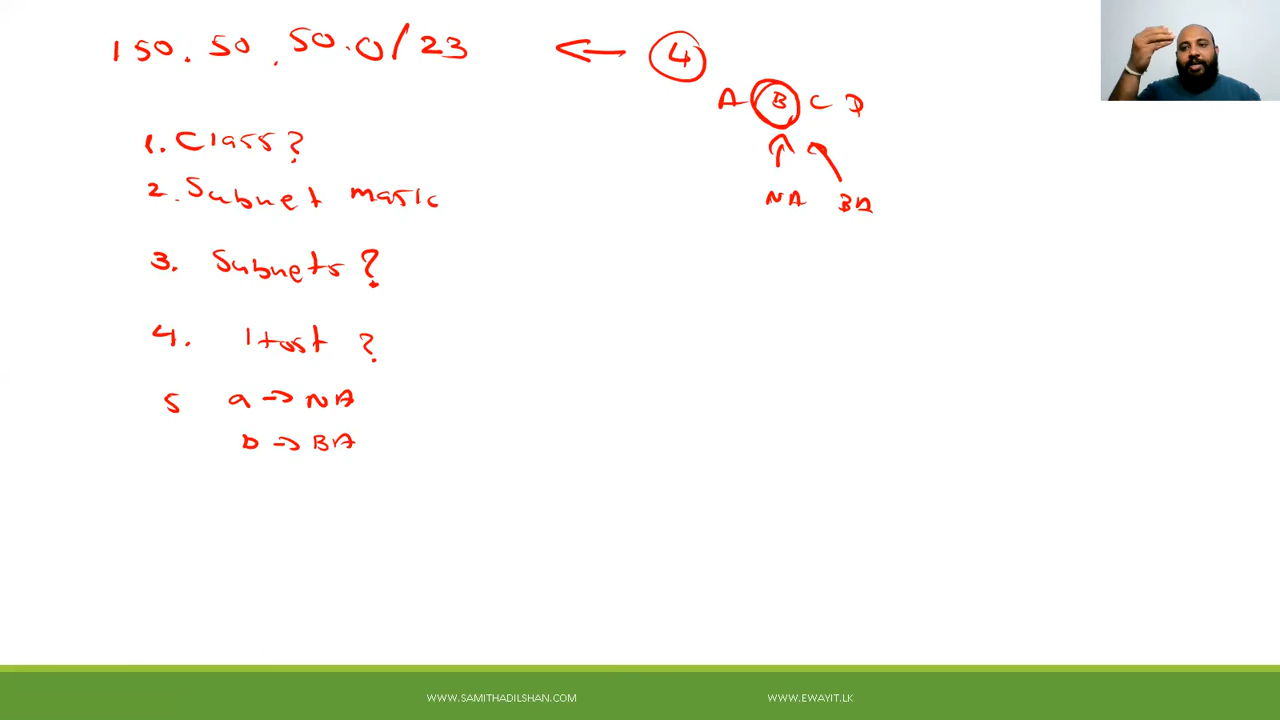 150.50.50.0/23 ← 4
A B C D
1. Class?
NA BA
2. Subnet mask
3. Subnets?
4. Host?
5 a → NA
b → BA
WWW.SAMITHADILSHAN.COM WWW.EWAYIT.LK